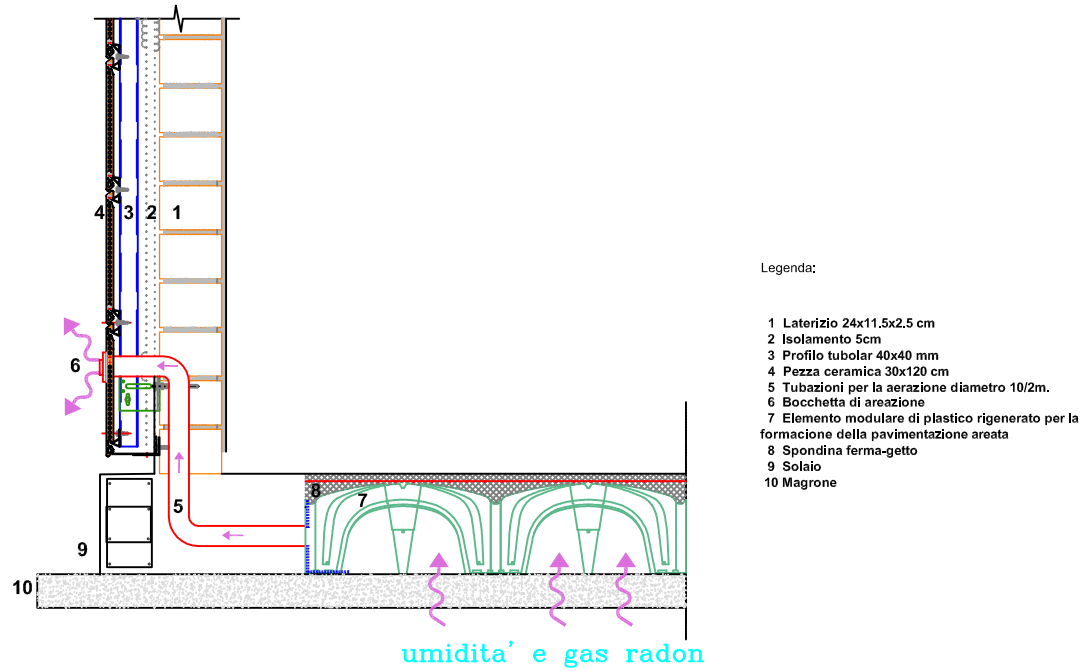 4 3 2 1
6
5
8
7
9
10
umidita' e gas radon
Legenda:
1 Laterizio 24x11.5x2.5 cm
2 Isolamento 5cm
3 Profilo tubolar 40x40 mm
4 Pezza ceramica 30x120 cm
5 Tubazioni per la aerazione diametro 10/2m.
6 Bocchetta di areazione
7 Elemento modulare di plastico rigenerato per la
formacione della pavimentazione areata
8 Spondina ferma-getto
9 Solaio
10 Magrone